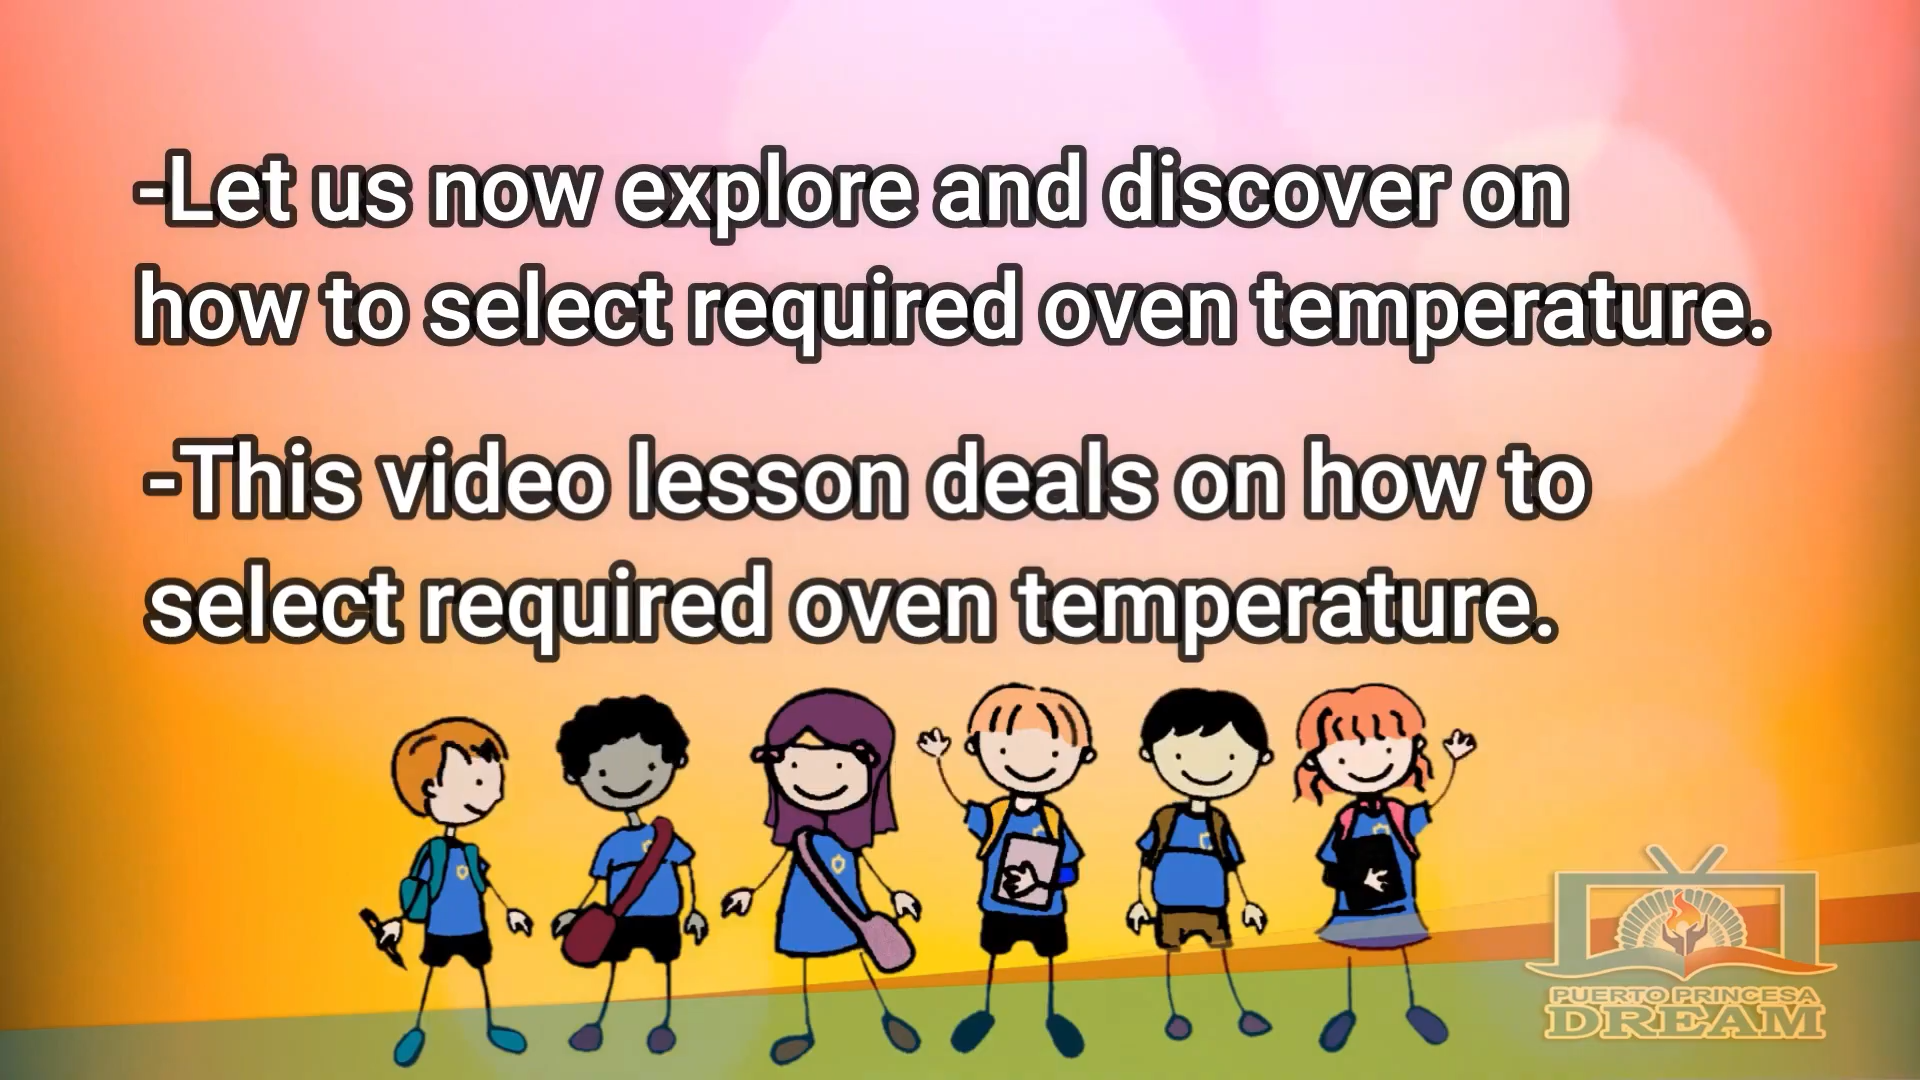 -Let us now explore and discover on
how to select required oven temperature.
-This video lesson deals on how to
select required oven temperature.
PUERTO PRINCESA
DREAM